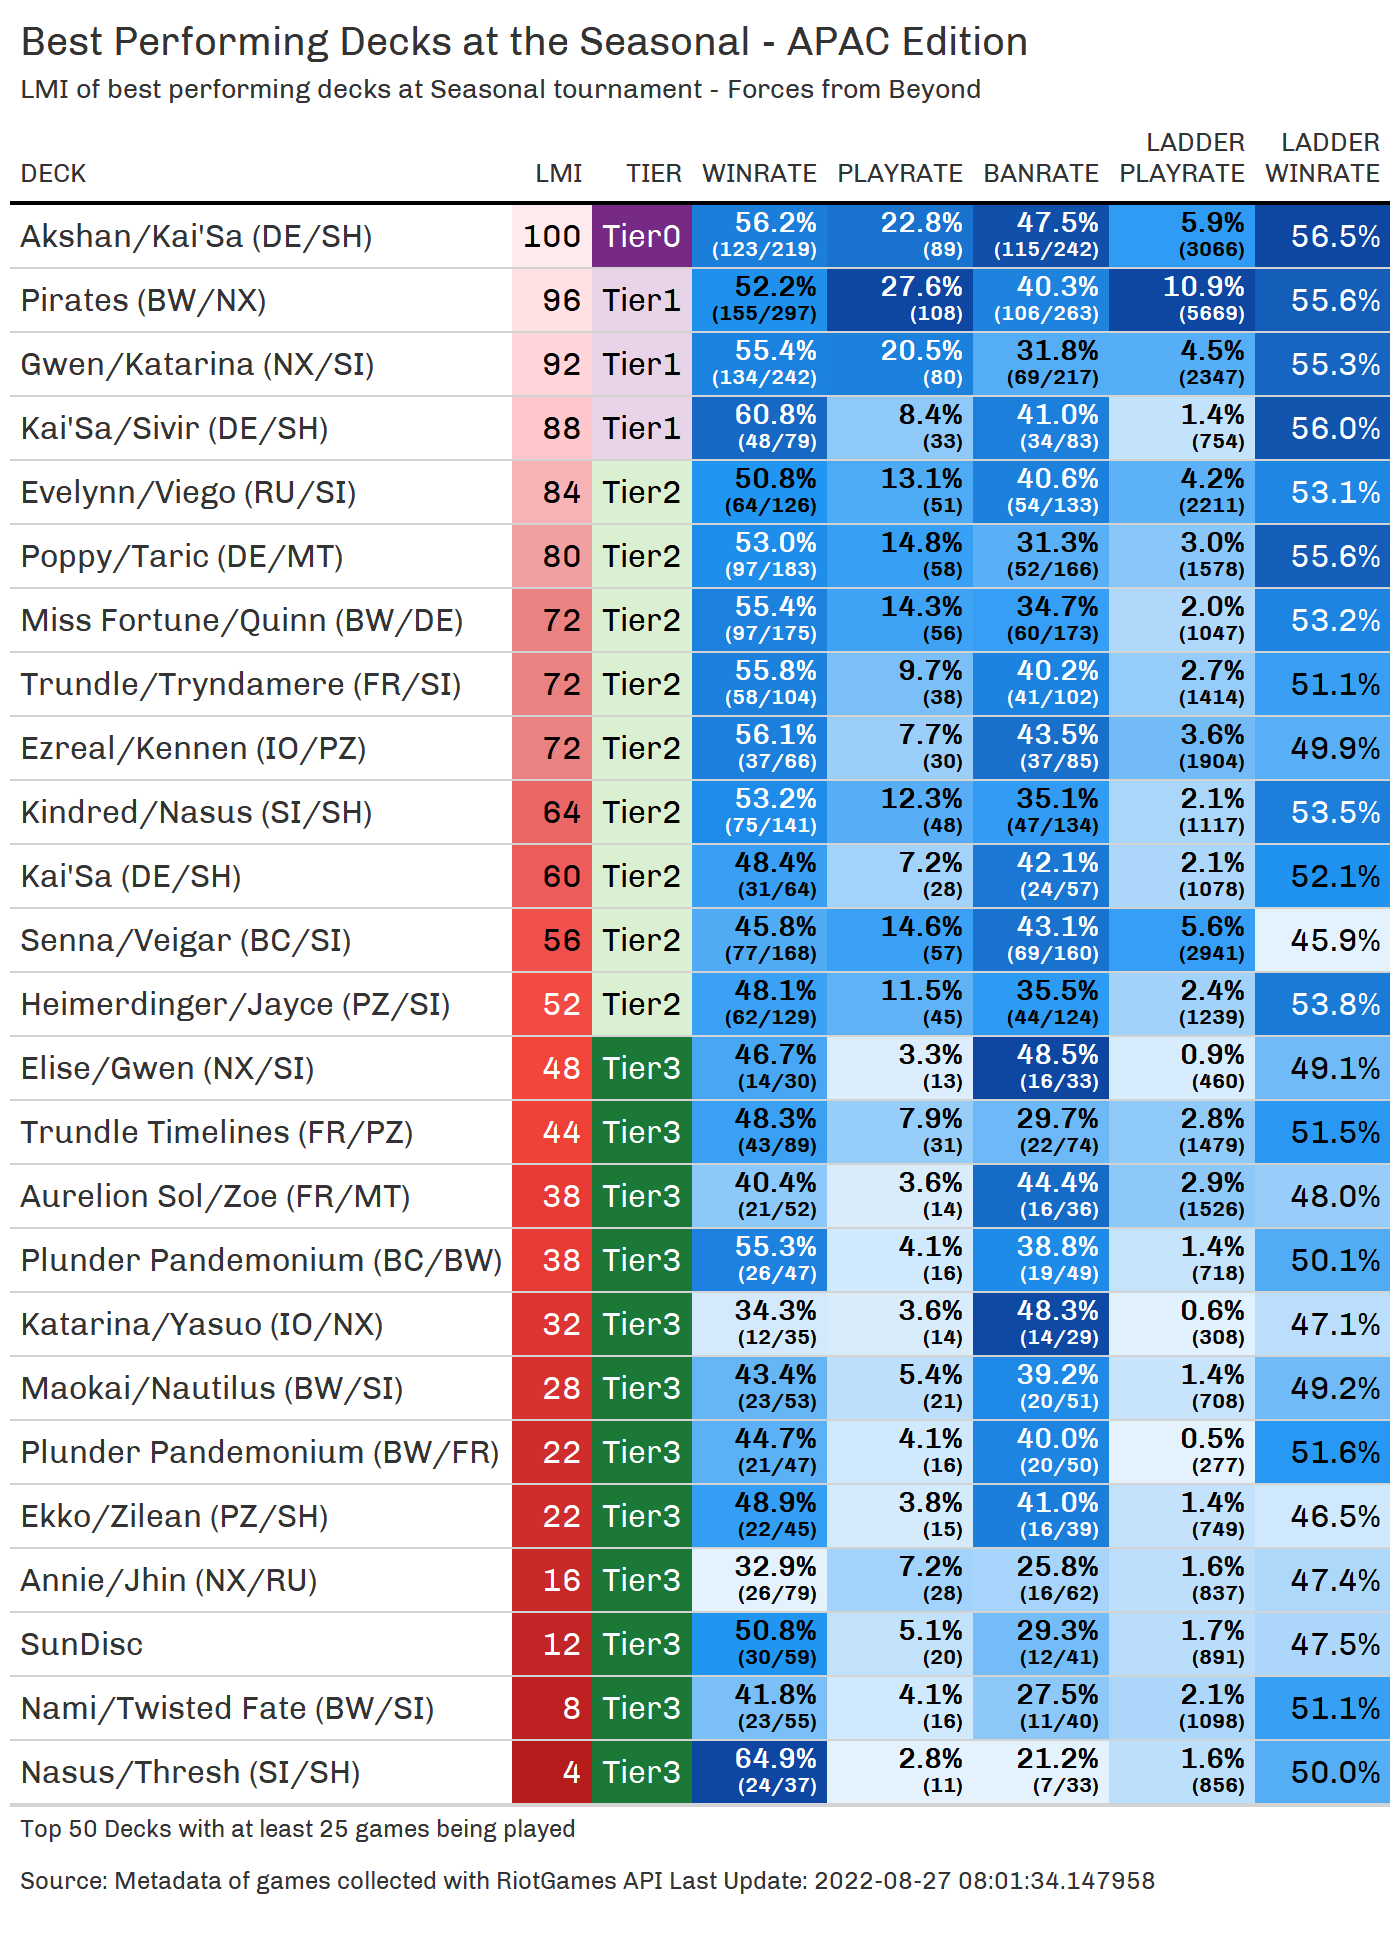 Best Performing Decks at the Seasonal - APAC Edition
LMI of best performing decks at Seasonal tournament - Forces from Beyond
DECK LMI TIER WINRATE PLAYRATE BANRATE LADDER PLAYRATE LADDER WINRATE
Akshan/Kai'Sa (DE/SH) 100 Tier0 56.2% (123/219) 22.8% (89) 47.5% (115/242) 5.9% (3066) 56.5%
Pirates (BW/NX) 96 Tier1 52.2% (155/297) 27.6% (108) 40.3% (106/263) 10.9% (5669) 55.6%
Gwen/Katarina (NX/SI) 92 Tier1 55.4% (134/242) 20.5% (80) 31.8% (69/217) 4.5% (2347) 55.3%
Kai'Sa/Sivir (DE/SH) 88 Tier1 60.8% (48/79) 8.4% (33) 41.0% (34/83) 1.4% (754) 56.0%
Evelynn/Viego (RU/SI) 84 Tier2 50.8% (64/126) 13.1% (51) 40.6% (54/133) 4.2% (2211) 53.1%
Poppy/Taric (DE/MT) 80 Tier2 53.0% (97/183) 14.8% (58) 31.3% (52/166) 3.0% (1578) 55.6%
Miss Fortune/Quinn (BW/DE) 72 Tier2 55.4% (97/175) 14.3% (56) 34.7% (60/173) 2.0% (1047) 53.2%
Trundle/Tryndamere (FR/SI) 72 Tier2 55.8% (58/104) 9.7% (38) 40.2% (41/102) 2.7% (1414) 51.1%
Ezreal/Kennen (IO/PZ) 72 Tier2 56.1% (37/66) 7.7% (30) 43.5% (37/85) 3.6% (1904) 49.9%
Kindred/Nasus (SI/SH) 64 Tier2 53.2% (75/141) 12.3% (48) 35.1% (47/134) 2.1% (1117) 53.5%
Kai'Sa (DE/SH) 60 Tier2 48.4% (31/64) 7.2% (28) 42.1% (24/57) 2.1% (1078) 52.1%
Senna/Veigar (BC/SI) 56 Tier2 45.8% (77/168) 14.6% (57) 43.1% (69/160) 5.6% (2941) 45.9%
Heimerdinger/Jayce (PZ/SI) 52 Tier2 48.1% (62/129) 11.5% (45) 35.5% (44/124) 2.4% (1239) 53.8%
Elise/Gwen (NX/SI) 48 Tier3 46.7% (14/30) 3.3% (13) 48.5% (16/33) 0.9% (460) 49.1%
Trundle Timelines (FR/PZ) 44 Tier3 48.3% (43/89) 7.9% (31) 29.7% (22/74) 2.8% (1479) 51.5%
Aurelion Sol/Zoe (FR/MT) 38 Tier3 40.4% (21/52) 3.6% (14) 44.4% (16/36) 2.9% (1526) 48.0%
Plunder Pandemonium (BC/BW) 38 Tier3 55.3% (26/47) 4.1% (16) 38.8% (19/49) 1.4% (718) 50.1%
Katarina/Yasuo (IO/NX) 32 Tier3 34.3% (12/35) 3.6% (14) 48.3% (14/29) 0.6% (308) 47.1%
Maokai/Nautilus (BW/SI) 28 Tier3 43.4% (23/53) 5.4% (21) 39.2% (20/51) 1.4% (708) 49.2%
Plunder Pandemonium (BW/FR) 22 Tier3 44.7% (21/47) 4.1% (16) 40.0% (20/50) 0.5% (277) 51.6%
Ekko/Zilean (PZ/SH) 22 Tier3 48.9% (22/45) 3.8% (15) 41.0% (16/39) 1.4% (749) 46.5%
Annie/Jhin (NX/RU) 16 Tier3 32.9% (26/79) 7.2% (28) 25.8% (16/62) 1.6% (837) 47.4%
SunDisc 12 Tier3 50.8% (30/59) 5.1% (20) 29.3% (12/41) 1.7% (891) 47.5%
Nami/Twisted Fate (BW/SI) 8 Tier3 41.8% (23/55) 4.1% (16) 27.5% (11/40) 2.1% (1098) 51.1%
Nasus/Thresh (SI/SH) 4 Tier3 64.9% (24/37) 2.8% (11) 21.2% (7/33) 1.6% (856) 50.0%
Top 50 Decks with at least 25 games being played
Source: Metadata of games collected with RiotGames API Last Update: 2022-08-27 08:01:34.147958